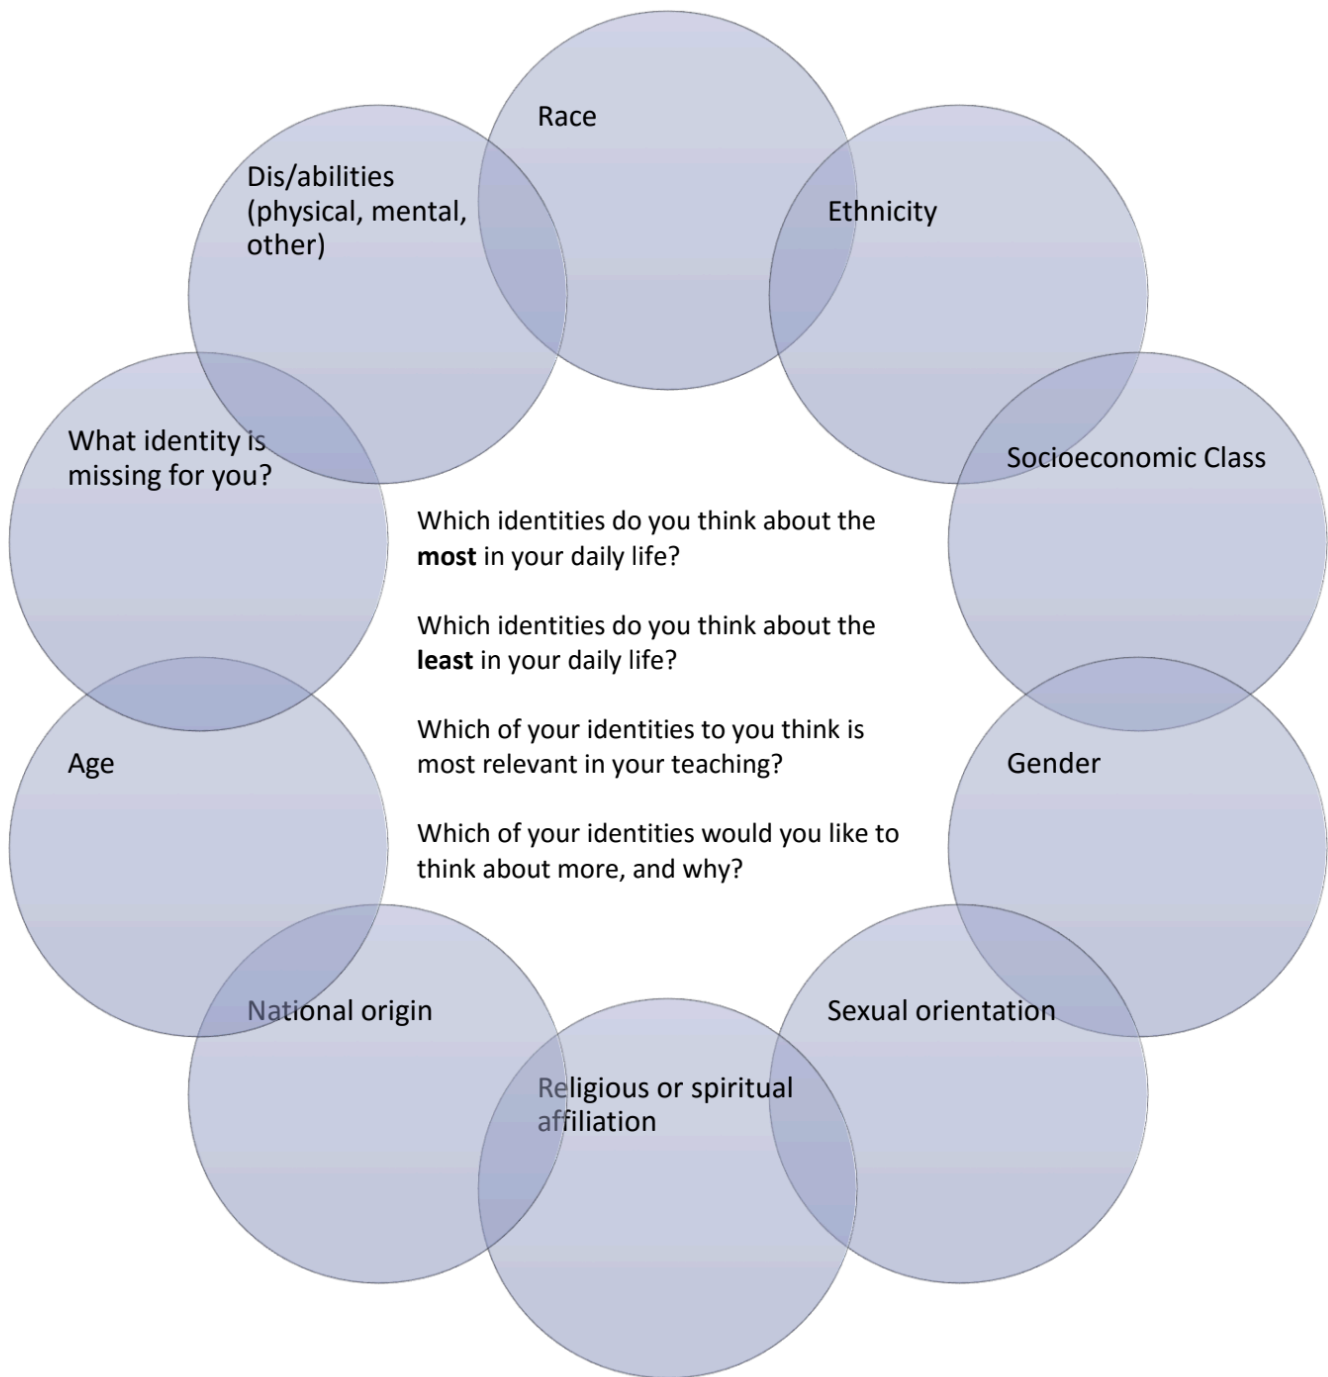 Race
Ethnicity
Socioeconomic Class
Gender
Sexual orientation
Religious or spiritual
affiliation
National origin
Age
What identity is
missing for you?
Dis/abilities
(physical, mental,
other)
Which identities do you think about the
most in your daily life?
Which identities do you think about the
least in your daily life?
Which of your identities to you think is
most relevant in your teaching?
Which of your identities would you like to
think about more, and why?